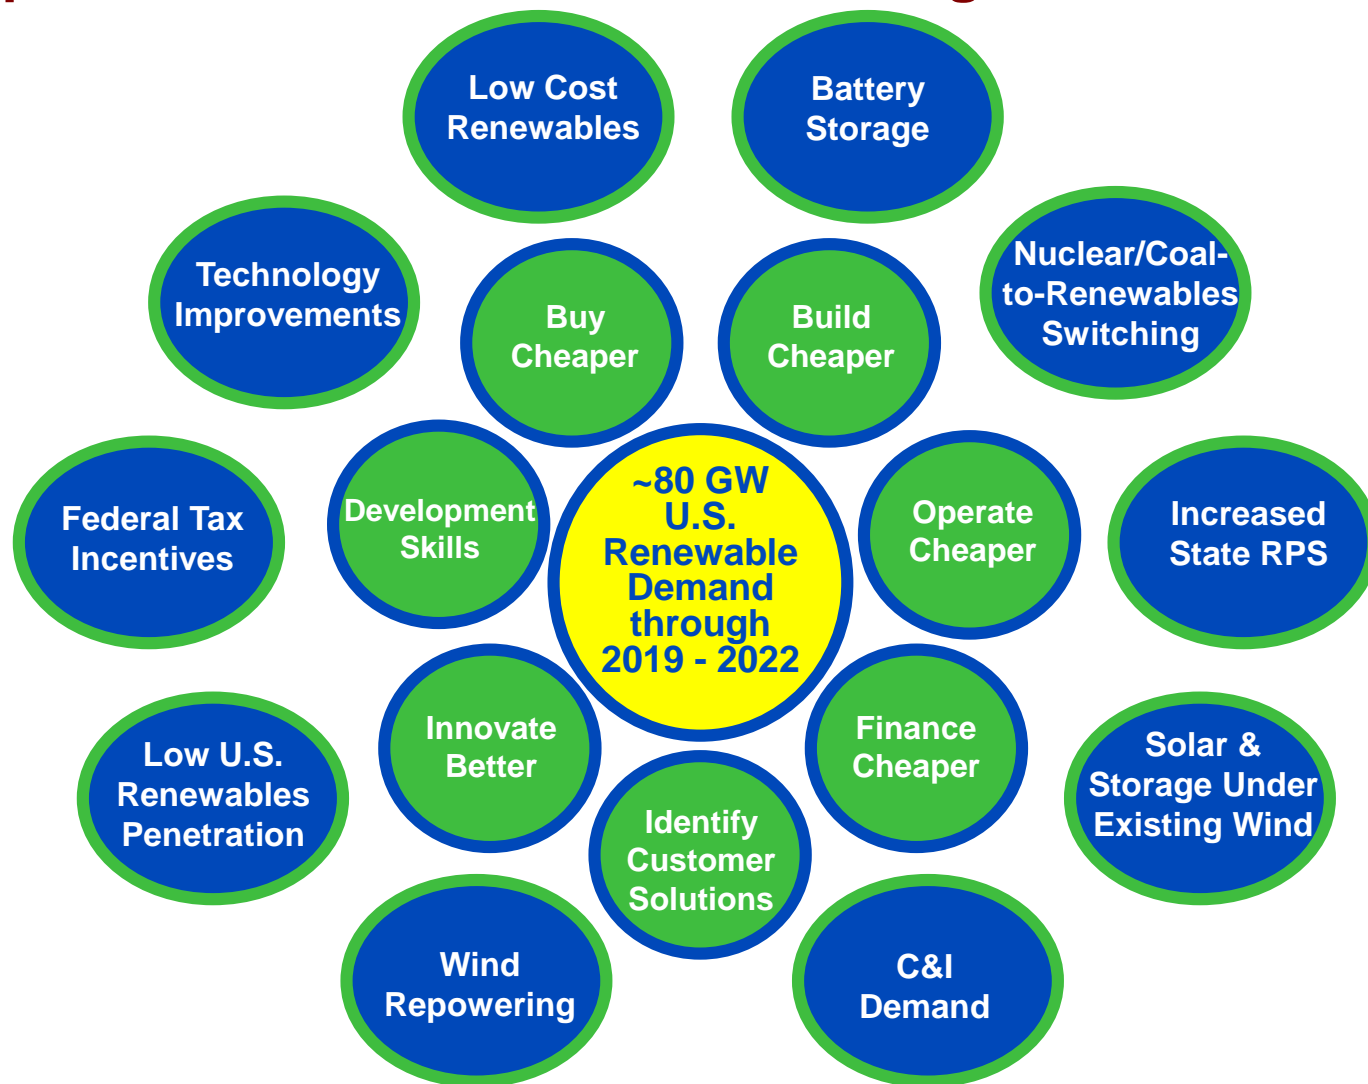 Low Cost
Renewables
Battery
Storage
Technology
Improvements
Nuclear/Coal-
to-Renewables
Switching
Buy
Cheaper
Build
Cheaper
Federal Tax
Incentives
Development
Skills
~80 GW
U.S.
Renewable
Demand
through
2019 - 2022
Operate
Cheaper
Increased
State RPS
Low U.S.
Renewables
Penetration
Innovate
Better
Identify
Customer
Solutions
Finance
Cheaper
Solar &
Storage Under
Existing Wind
Wind
Repowering
C&I
Demand